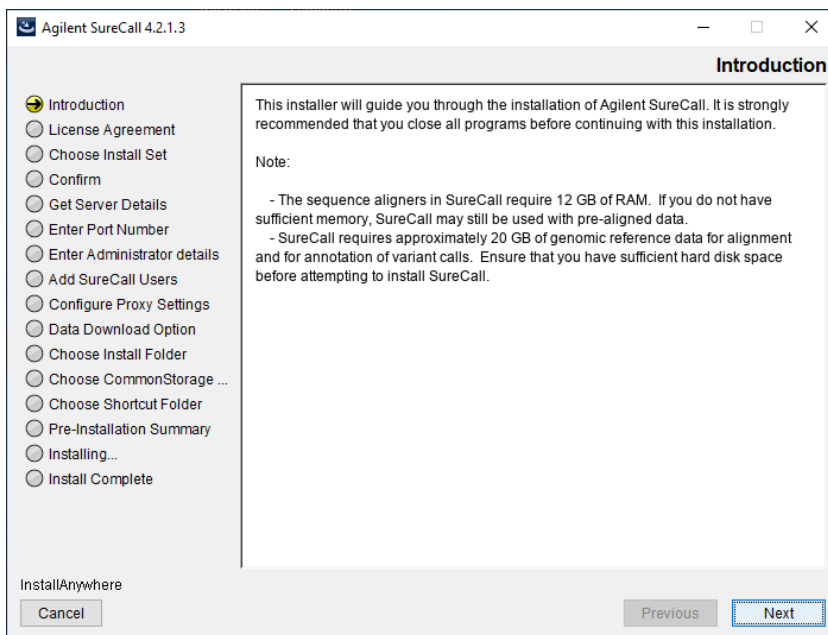 Agilent SureCall 4.2.1.3
Introduction
Introduction
License Agreement
Choose Install Set
Confirm
Get Server Details
Enter Port Number
Enter Administrator details
Add SureCall Users
Configure Proxy Settings
Data Download Option
Choose Install Folder
Choose CommonStorage ...
Choose Shortcut Folder
Pre-Installation Summary
Installing...
Install Complete
This installer will guide you through the installation of Agilent SureCall. It is strongly
recommended that you close all programs before continuing with this installation.
Note:
- The sequence aligners in SureCall require 12 GB of RAM. If you do not have
sufficient memory, SureCall may still be used with pre-aligned data.
- SureCall requires approximately 20 GB of genomic reference data for alignment
and for annotation of variant calls. Ensure that you have sufficient hard disk space
before attempting to install SureCall.
InstallAnywhere
Cancel
Previous
Next